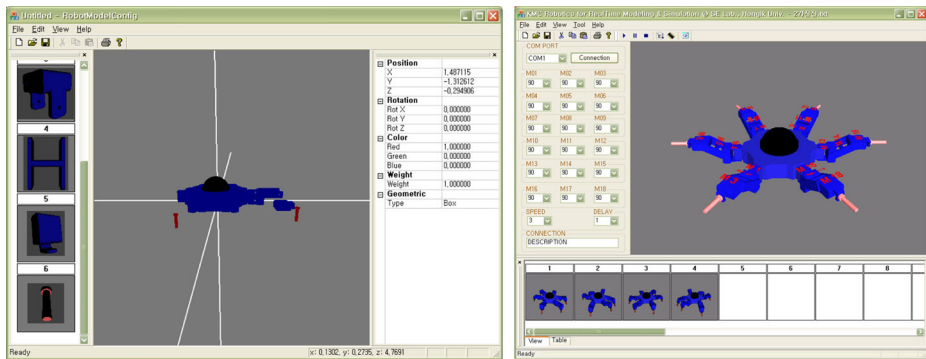 Untitled - RobotModelConfig
File Edit View Help
4
5
6
Position
X 1,487115
Y -1,312612
Z -0,294906
Rotation
Rot X 0,000000
Rot Y 0,000000
Rot Z 0,000000
Color
Red 1,000000
Green 0,000000
Blue 0,000000
Weight
Weight 1,000000
Geometric
Type Box
Ready
x: 0,1302, y: 0,2735, z: 4,7691
File Edit View Tool Help
COM PORT
COM1 Connection
M01 M02 M03
90 90 90
M04 M05 M06
90 90 90
M07 M08 M09
90 90 90
M10 M11 M12
90 90 90
M13 M14 M15
90 90 90
M16 M17 M18
90 90 90
SPEED DELAY
3 1
CONNECTION
DESCRIPTION
1 2 3 4 5 6 7 8
View Table
Ready